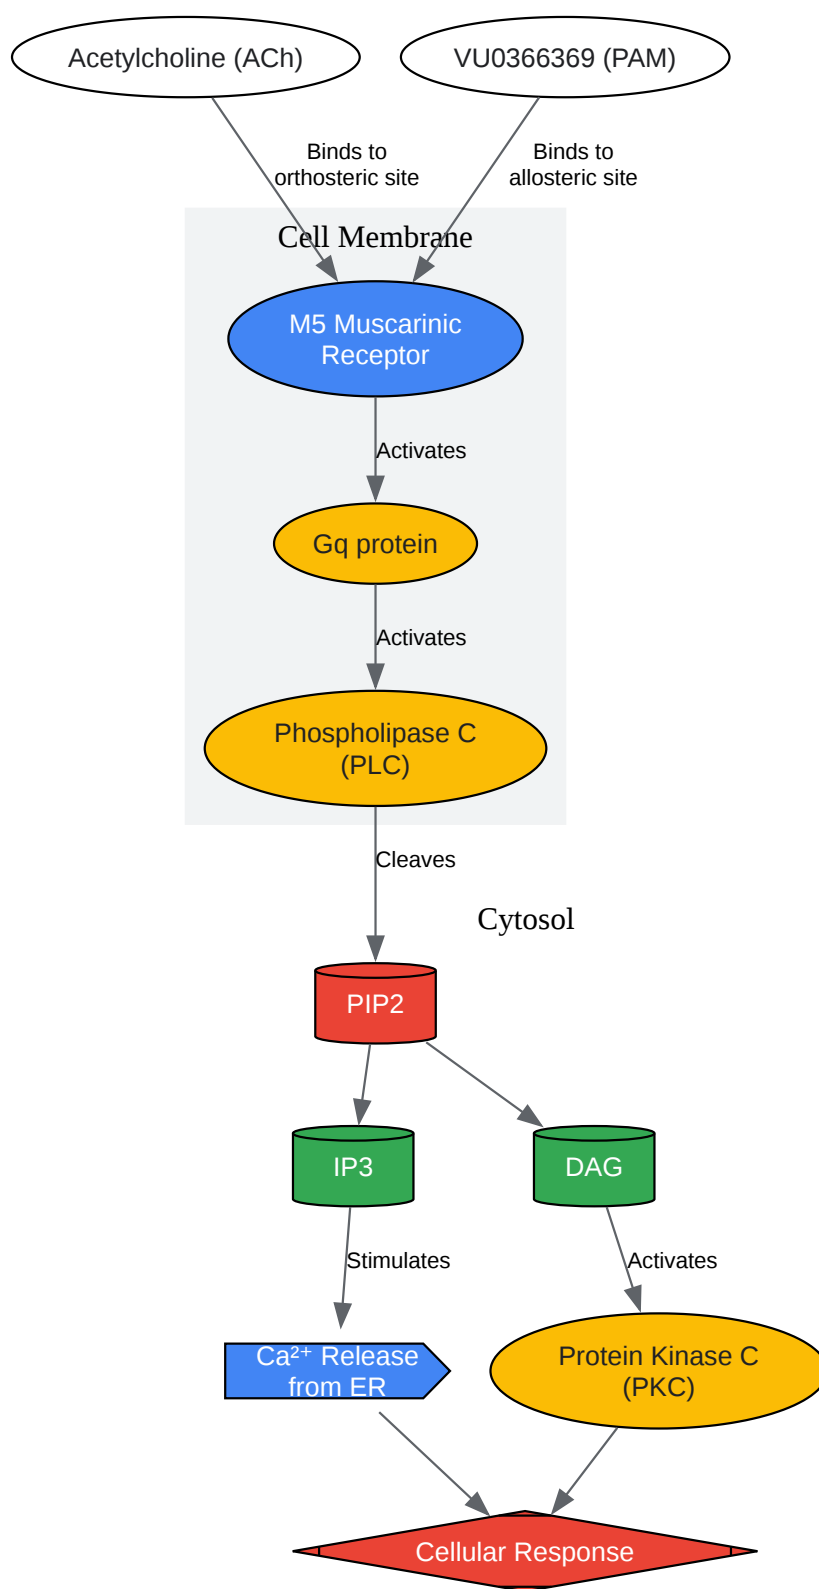 Acetylcholine (ACh)
VU0366369 (PAM)
Binds to
orthosteric site
Binds to
allosteric site
Cell Membrane
M5 Muscarinic
Receptor
Activates
Gq protein
Activates
Phospholipase C
(PLC)
Cleaves
Cytosol
PIP2
IP3
DAG
Stimulates
Activates
Ca²⁺ Release
from ER
Protein Kinase C
(PKC)
Cellular Response